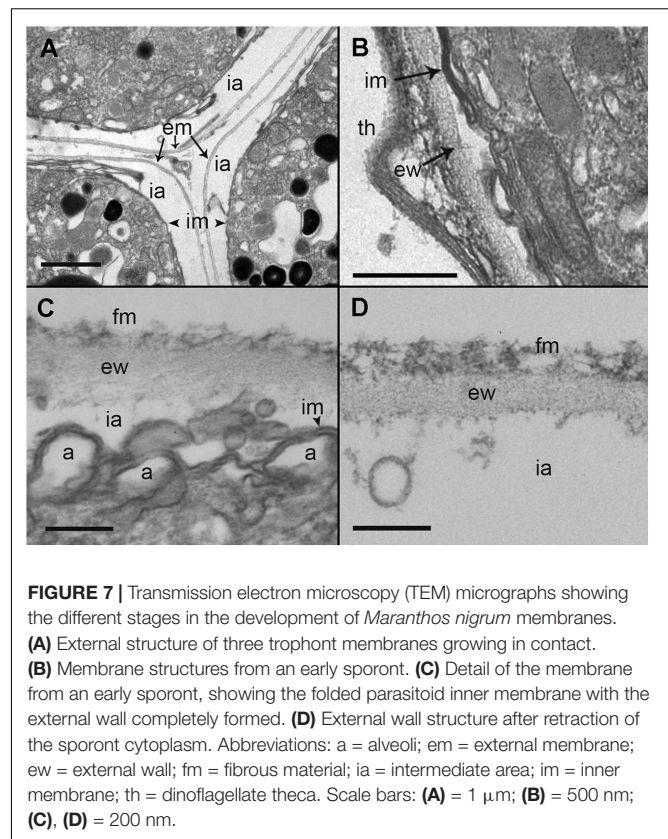 A
ia
em
ia
ia
im
B
im
th
ew
C
fm
ew
ia
im
a
a
a
D
fm
ew
ia
FIGURE 7 | Transmission electron microscopy (TEM) micrographs showing
the different stages in the development of Maranthos nigrum membranes.
(A) External structure of three trophont membranes growing in contact.
(B) Membrane structures from an early sporont. (C) Detail of the membrane
from an early sporont, showing the folded parasitoid inner membrane with the
external wall completely formed. (D) External wall structure after retraction of
the sporont cytoplasm. Abbreviations: a = alveoli; em = external membrane;
ew = external wall; fm = fibrous material; ia = intermediate area; im = inner
membrane; th = dinoflagellate theca. Scale bars: (A) = 1 μm; (B) = 500 nm;
(C), (D) = 200 nm.